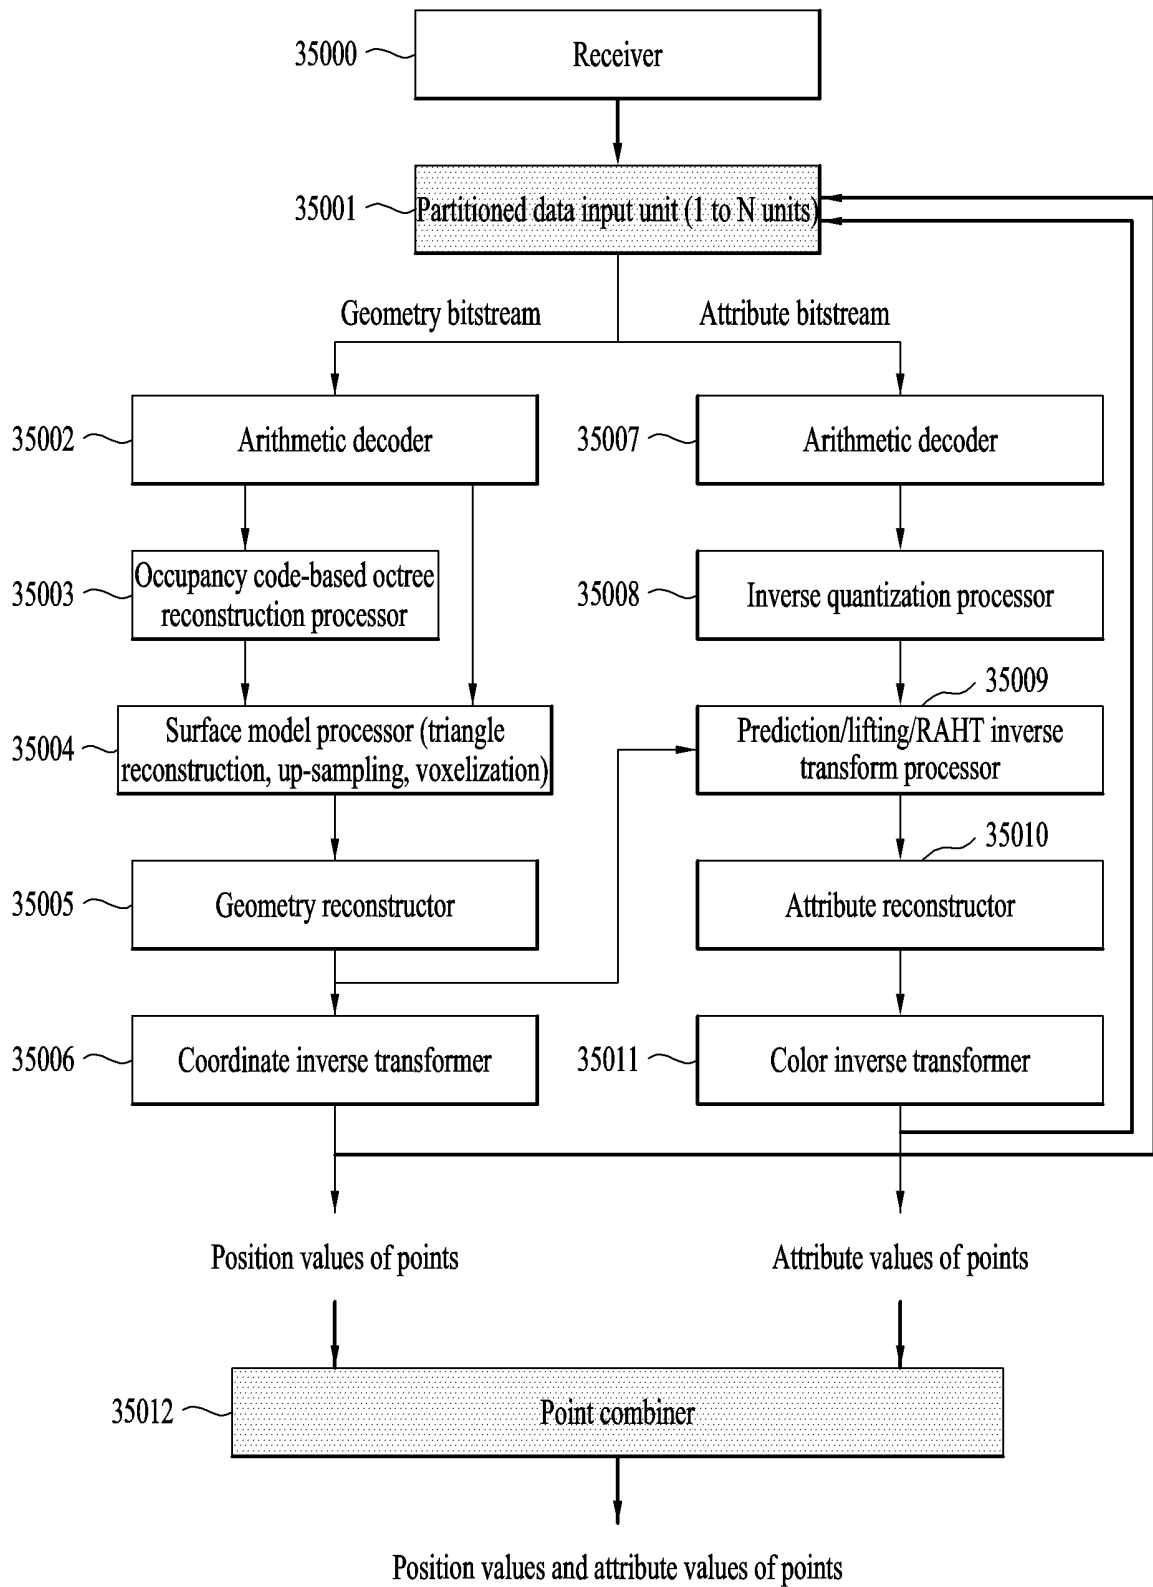 35000
Receiver
35001
Partitioned data input unit (1 to N units)
Geometry bitstream
Attribute bitstream
35002
Arithmetic decoder
35007
Arithmetic decoder
35003
Occupancy code-based octree
reconstruction processor
35008
Inverse quantization processor
35009
35004
Surface model processor (triangle
reconstruction, up-sampling, voxelization)
Prediction/lifting/RAHT inverse
transform processor
35010
35005
Geometry reconstructor
Attribute reconstructor
35006
Coordinate inverse transformer
35011
Color inverse transformer
Position values of points
Attribute values of points
35012
Point combiner
Position values and attribute values of points